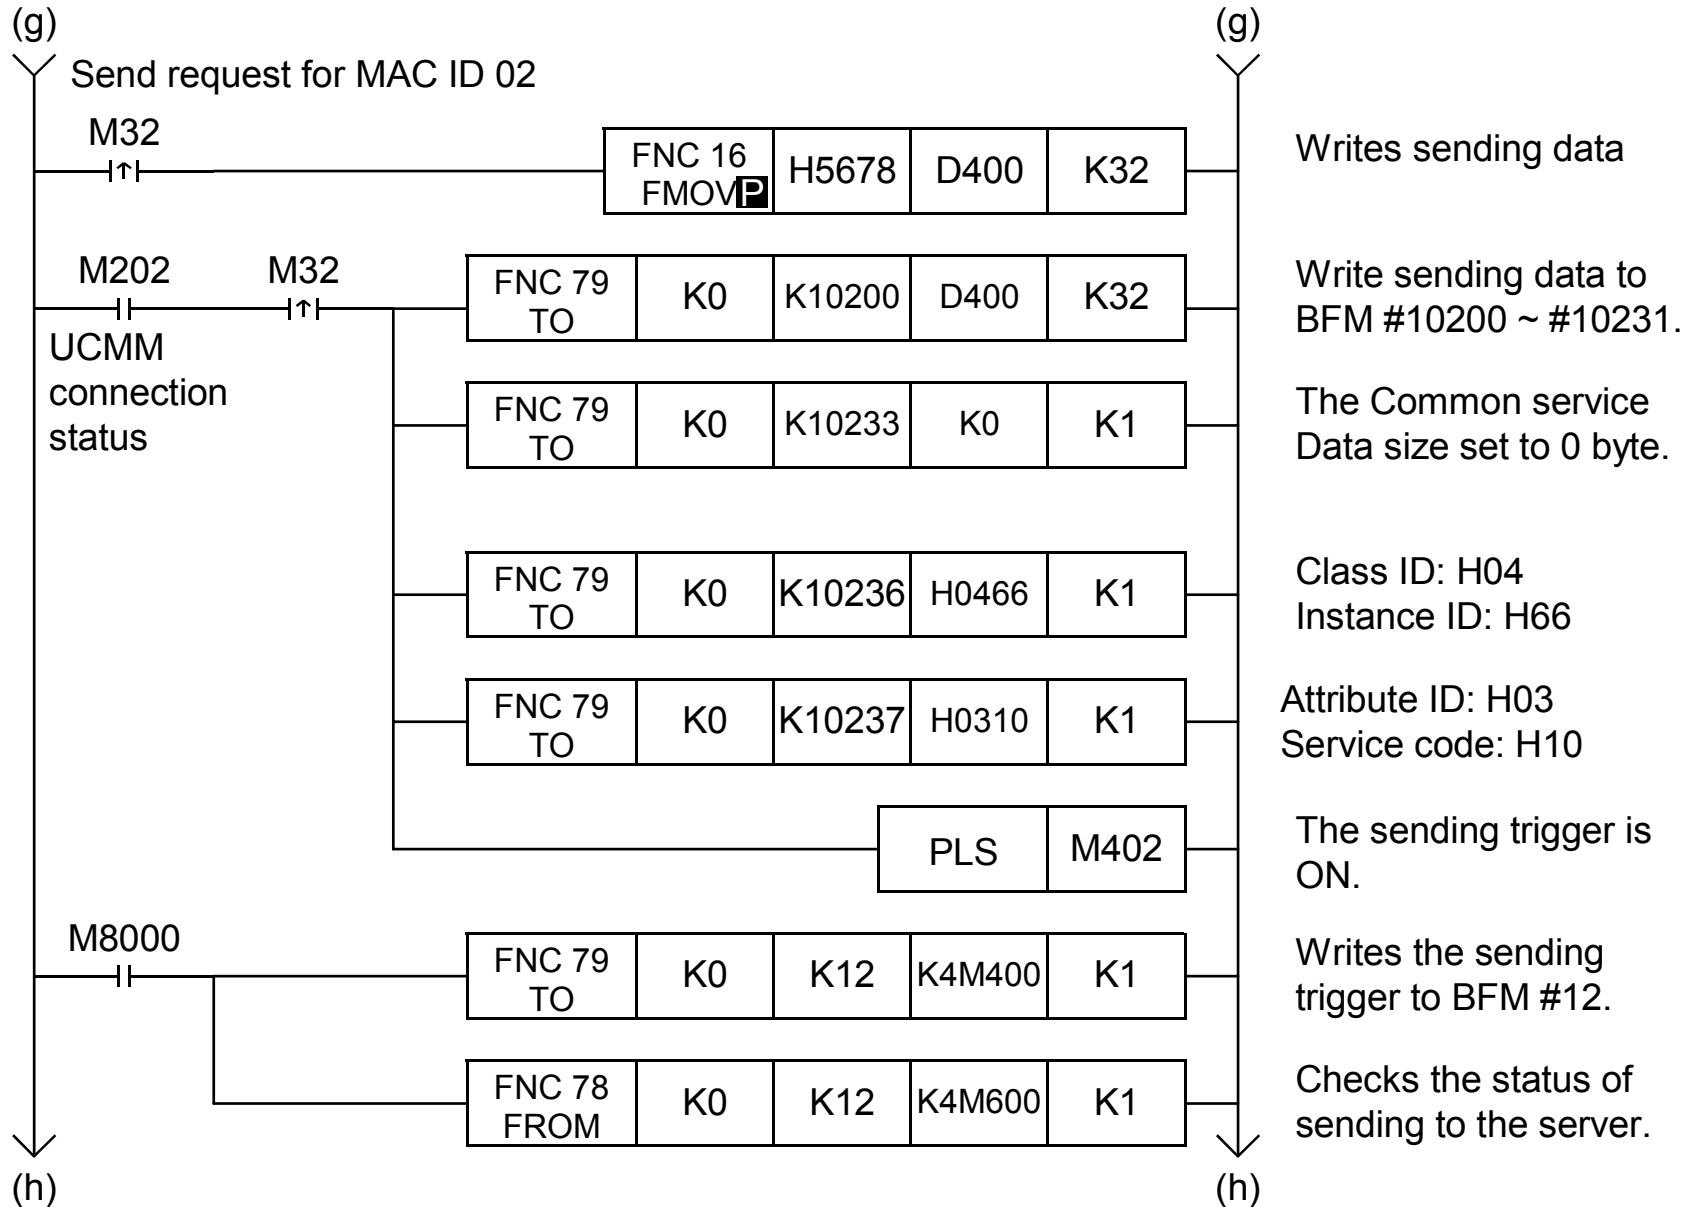 (g)
(g)
Send request for MAC ID 02
M32
FNC 16
FMOVP
H5678
D400
K32
Writes sending data
M202
M32
FNC 79
TO
K0
K10200
D400
K32
Write sending data to
BFM #10200 ~ #10231.
UCMM
connection
status
FNC 79
TO
K0
K10233
K0
K1
The Common service
Data size set to 0 byte.
FNC 79
TO
K0
K10236
H0466
K1
Class ID: H04
Instance ID: H66
FNC 79
TO
K0
K10237
H0310
K1
Attribute ID: H03
Service code: H10
PLS
M402
The sending trigger is
ON.
M8000
FNC 79
TO
K0
K12
K4M400
K1
Writes the sending
trigger to BFM #12.
FNC 78
FROM
K0
K12
K4M600
K1
Checks the status of
sending to the server.
(h)
(h)